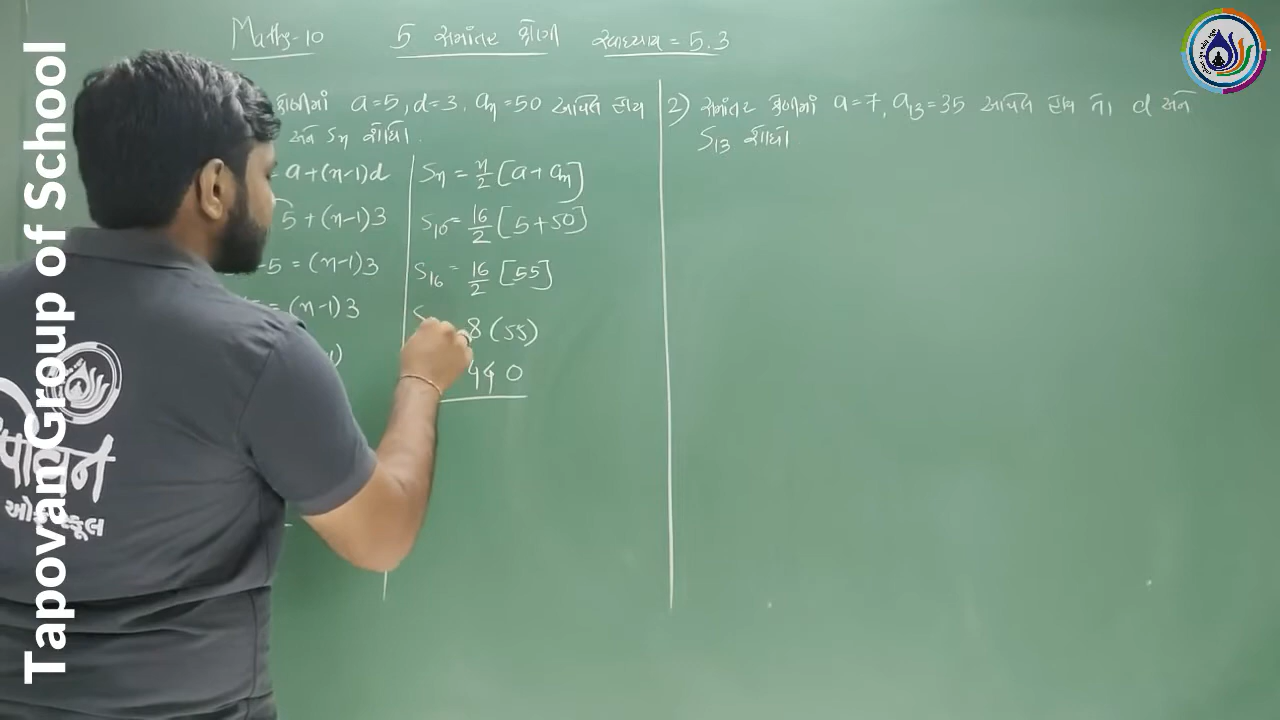 Tapovan Group of School
Maths-10 5 સમાંતર શ્રેણી સ્વાધ્યાય = 5.3
a=5, d=3, an=50 આપેલ હોય
અને Sn શોધો.
= a+(n-1)d
5+(n-1)3
-5 = (n-1)3
= (n-1)3
Sn = n/2 [a+an]
S16 = 16/2 [5+50]
S16 = 16/2 [55]
8 (55)
440
2) સમાંતર શ્રેણીમાં a=7, a13=35 આપેલ હોય તો d અને
S13 શોધો
ઓફ સ્કૂલ